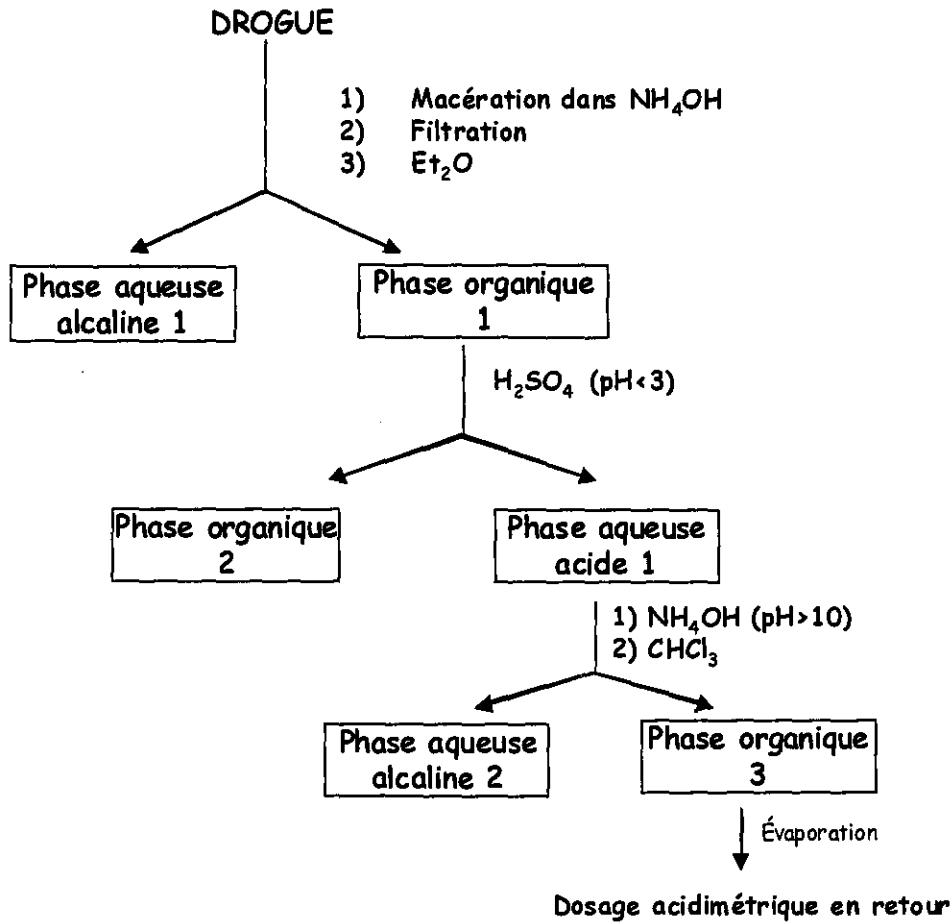 DROGUE
1) Macération dans NH₄OH
2) Filtration
3) Et₂O
Phase aqueuse
alcaline 1
Phase organique
1
H₂SO₄ (pH<3)
Phase organique
2
Phase aqueuse
acide 1
1) NH₄OH (pH>10)
2) CHCl₃
Phase aqueuse
alcaline 2
Phase organique
3
Évaporation
Dosage acidimétrique en retour